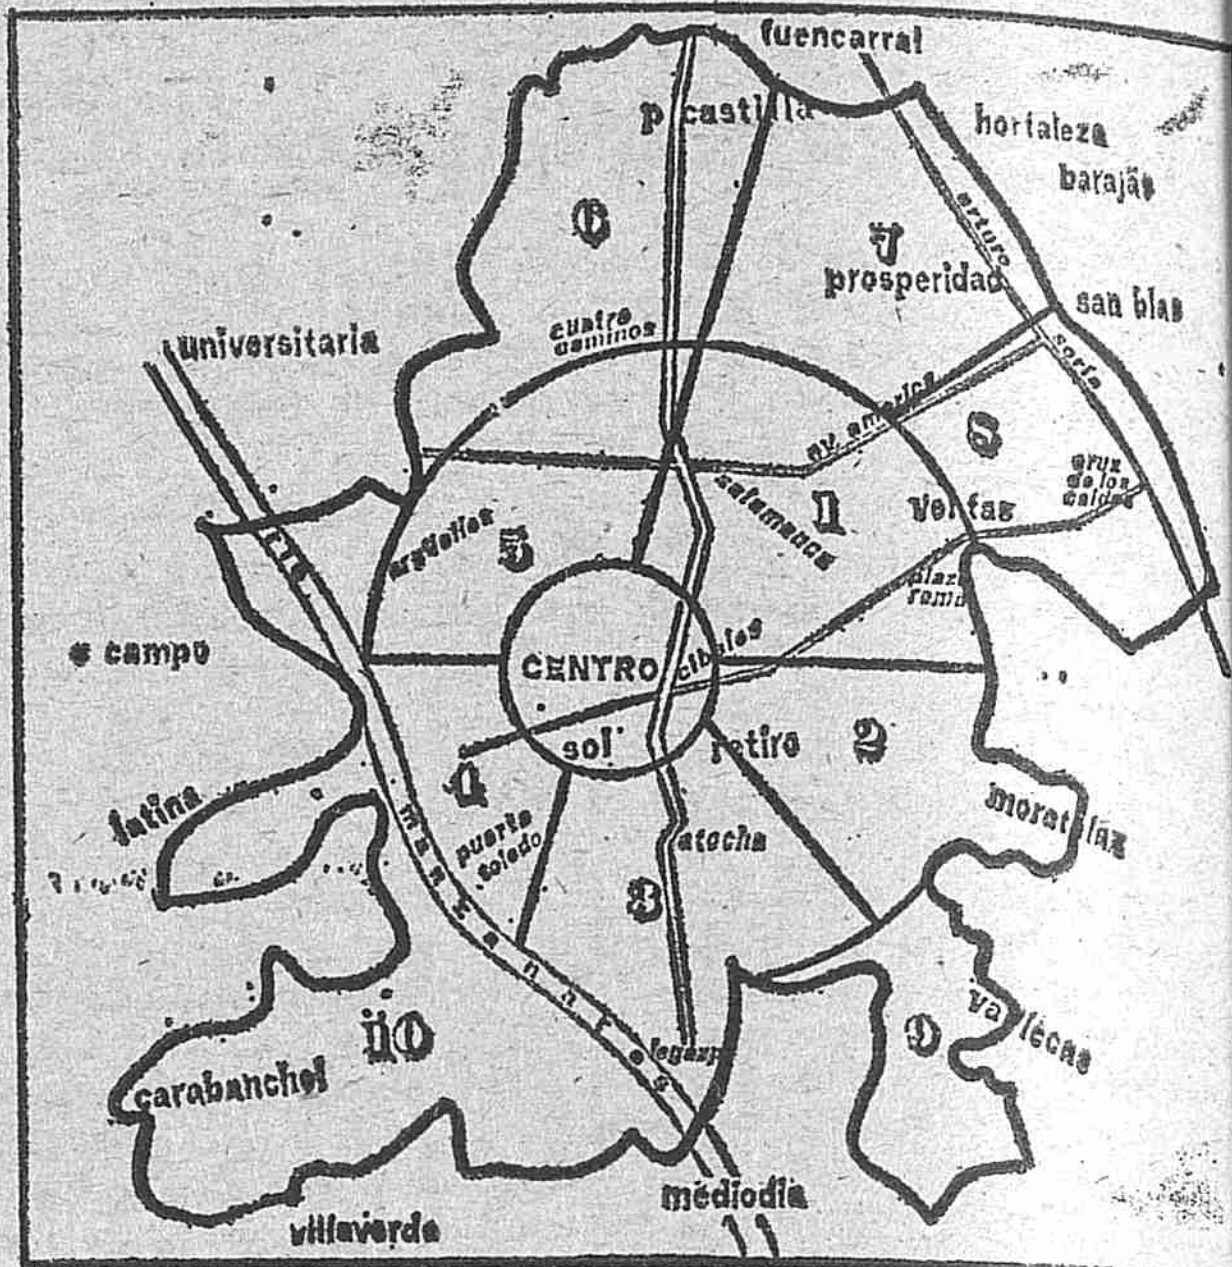 fuencarral
p castilla
hortaleza
barajas
6
arturo
7
prosperidad
san blas
cuatro
caminos
universitaria
soria
av. america
8
cruz
de los
caidos
salamanca
1
Ventas
arguelles
5
rio
plaza
roma
e campo
CENTRO
cibeles
sol
retiro
2
4
latina
moratalaz
manzanares
puerta
toledo
atocha
3
vallecas
10
9
legazpi
carabanchel
mediodia
villaverde